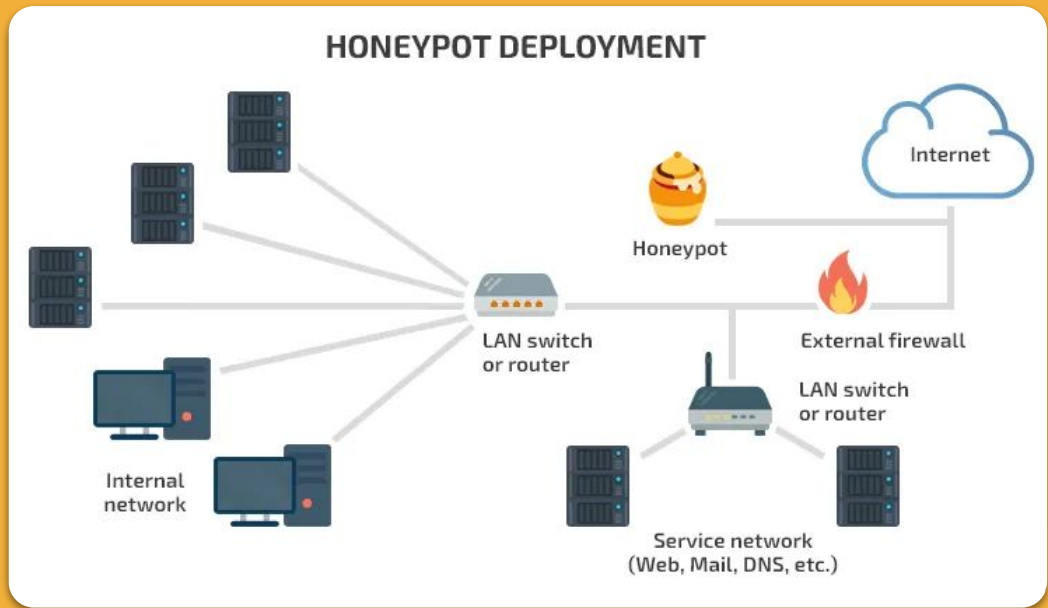 HONEYPOT DEPLOYMENT
Internet
Honeypot
External firewall
LAN switch
or router
LAN switch
or router
Internal
network
Service network
(Web, Mail, DNS, etc.)